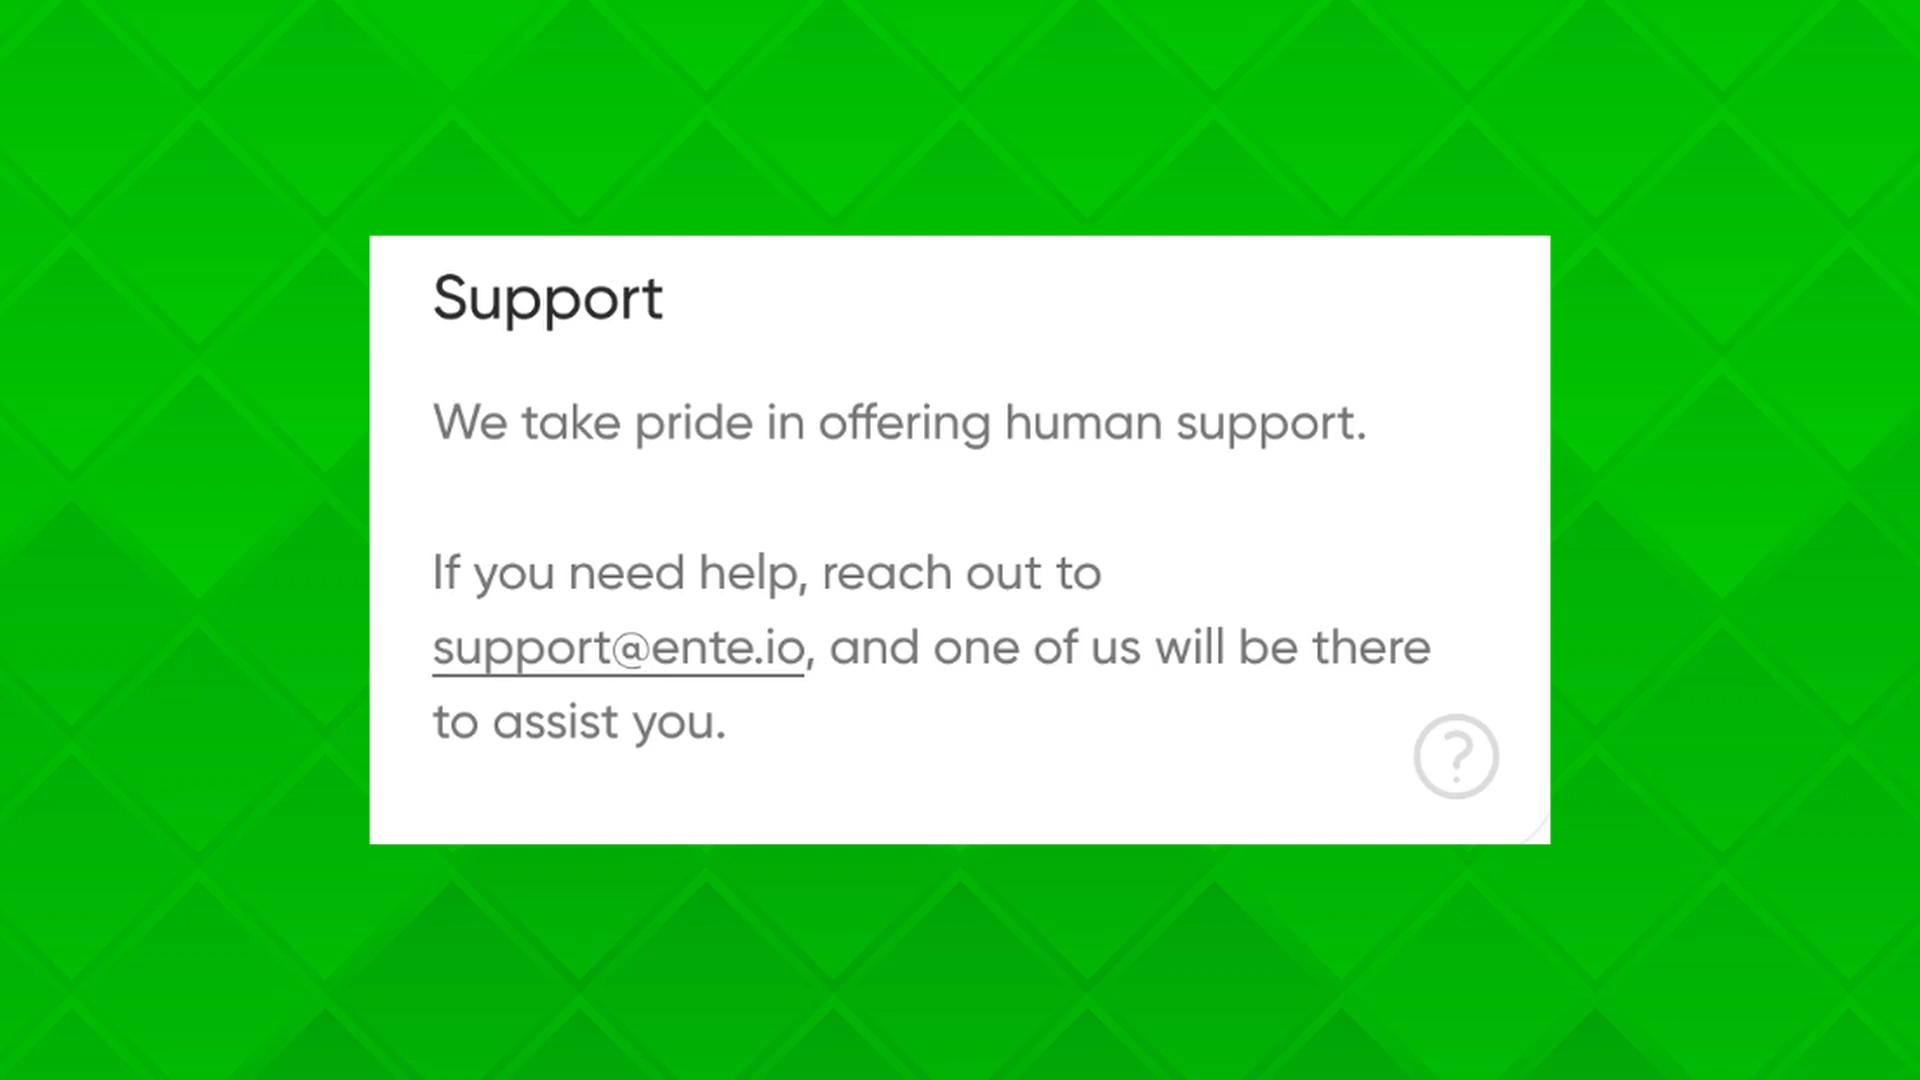 Support
We take pride in offering human support.
If you need help, reach out to
support@ente.io, and one of us will be there
to assist you.
?